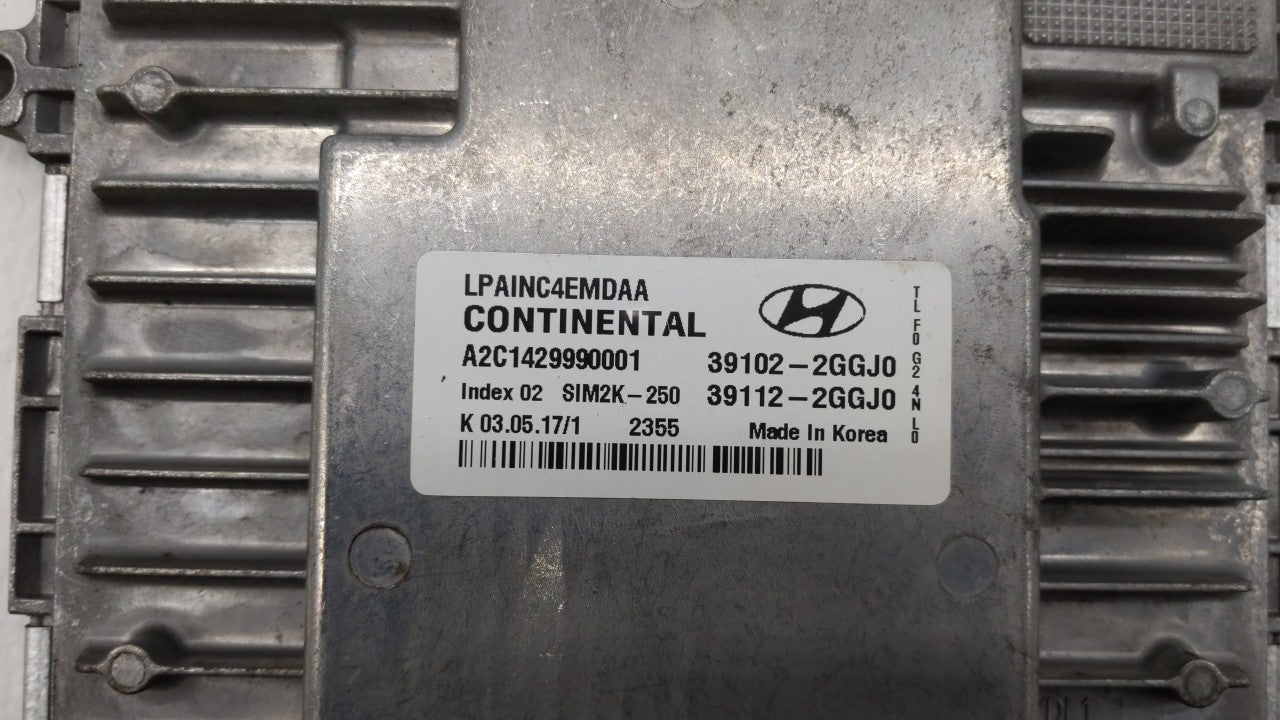 LPAINC4EMDAA
CONTINENTAL
A2C1429990001 39102-2GGJ0
Index 02 SIM2K-250 39112-2GGJ0
K 03.05.17/1 2355 Made In Korea
TL F0 G2 4N L0